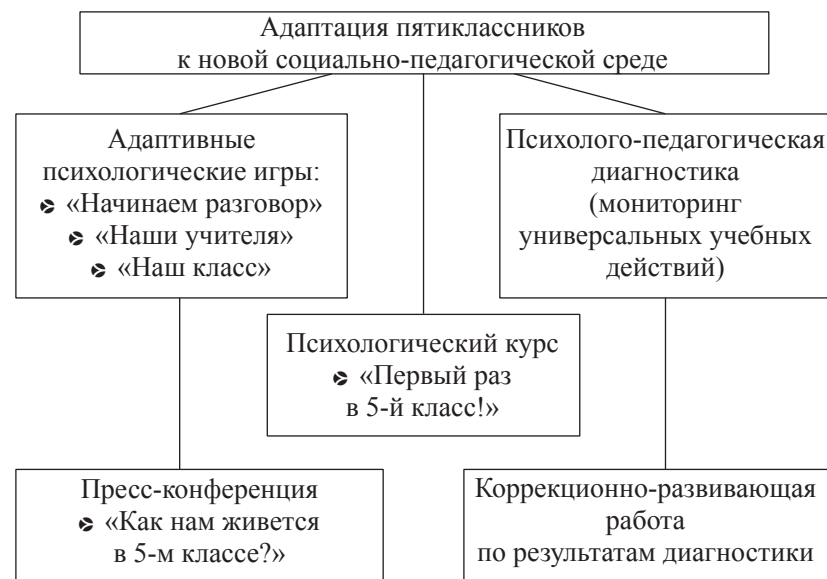 Адаптация пятиклассников
к новой социально-педагогической среде
Адаптивные
психологические игры:
«Начинаем разговор»
«Наши учителя»
«Наш класс»
Психолого-педагогическая
диагностика
(мониторинг
универсальных учебных
действий)
Психологический курс
«Первый раз
в 5-й класс!»
Пресс-конференция
«Как нам живется
в 5-м классе?»
Коррекционно-развивающая
работа
по результатам диагностики